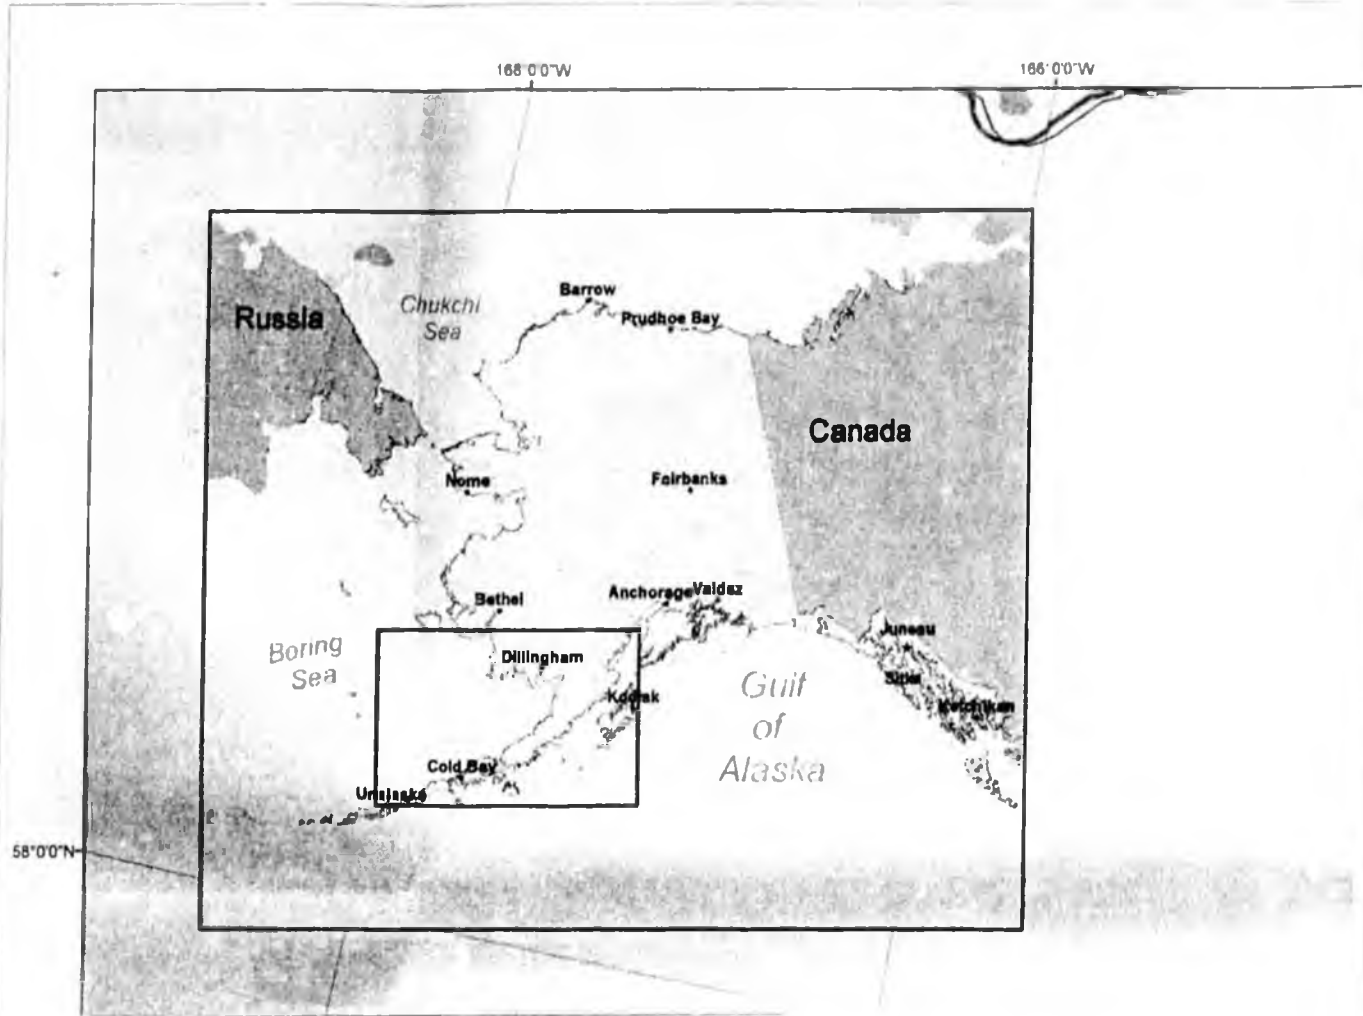 168°0'0"W
166°0'0"W
Barrow
Chukchi
Sea
Russia
Prudhoe Bay
Canada
Nome
Fairbanks
Bethel
Anchorage
Valdez
Juneau
Boring
Sea
Dillingham
Sitka
Kodiak
Ketchikan
Gulf
of
Alaska
Cold Bay
Unalaska
58°0'0"N